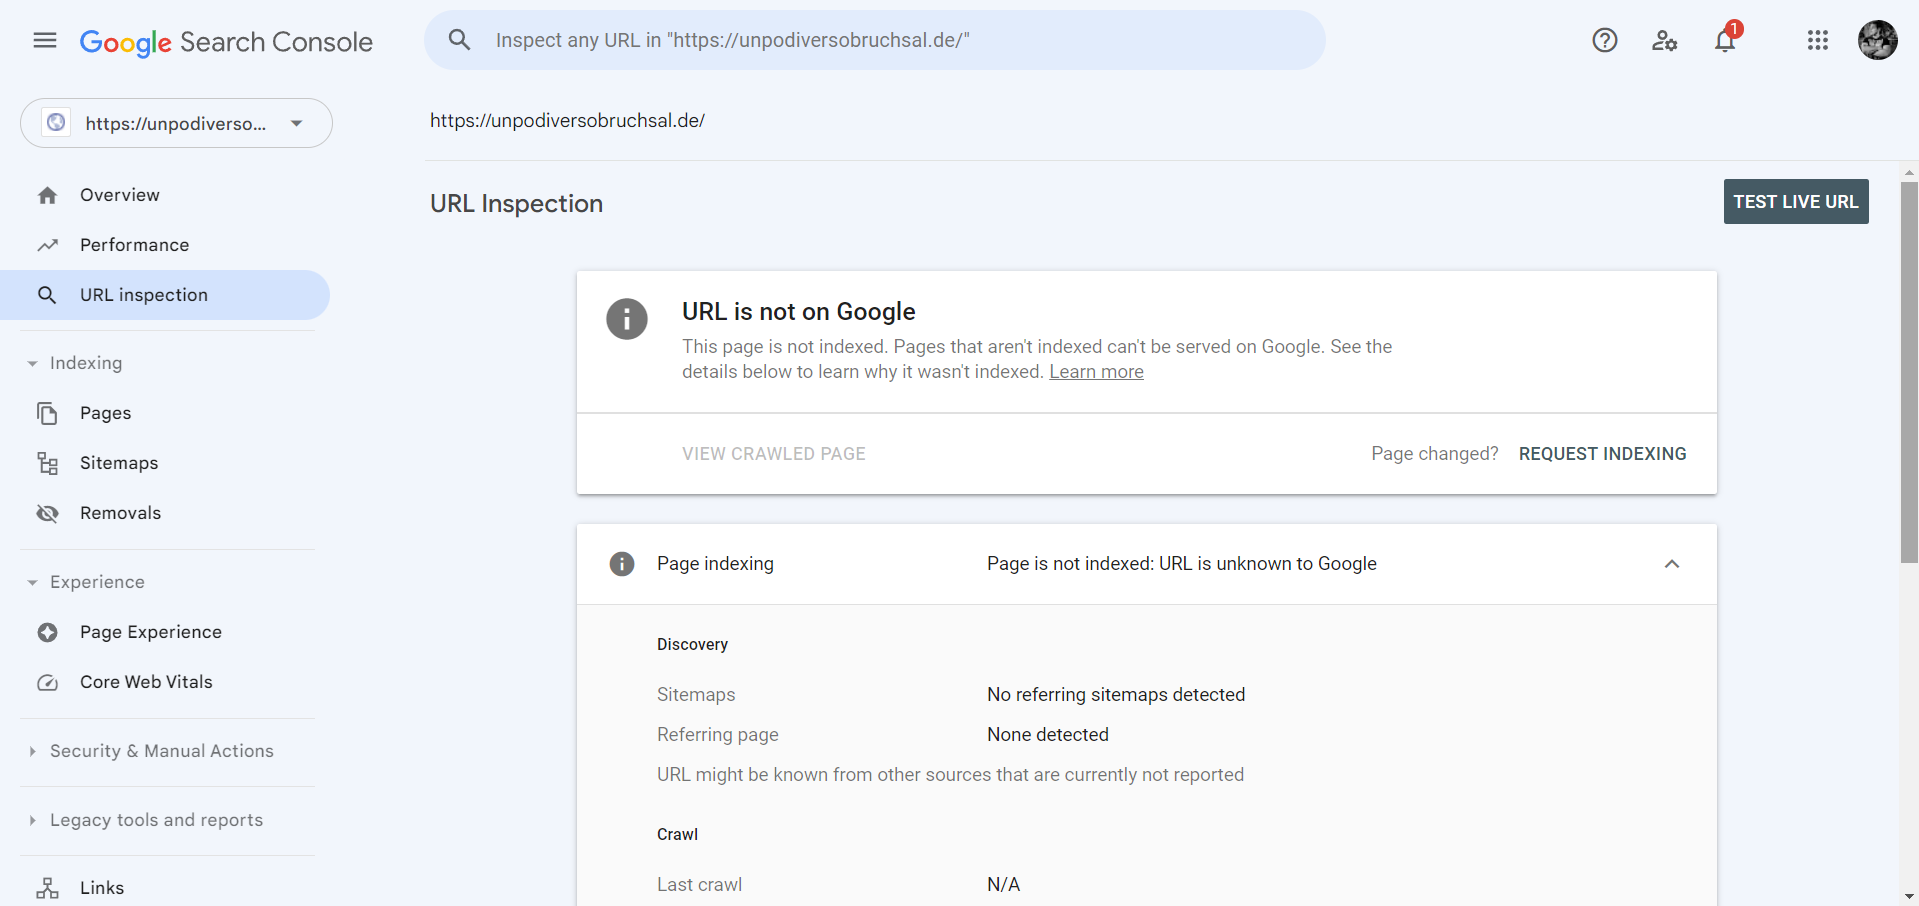 Google Search Console
Inspect any URL in "https://unpodiversobruchsal.de/"
1
https://unpodiverso...
https://unpodiversobruchsal.de/
Overview
Performance
URL inspection
Indexing
Pages
Sitemaps
Removals
Experience
Page Experience
Core Web Vitals
Security & Manual Actions
Legacy tools and reports
Links
URL Inspection
TEST LIVE URL
URL is not on Google
This page is not indexed. Pages that aren't indexed can't be served on Google. See the
details below to learn why it wasn't indexed. Learn more
VIEW CRAWLED PAGE
Page changed? REQUEST INDEXING
Page indexing
Page is not indexed: URL is unknown to Google
Discovery
Sitemaps
No referring sitemaps detected
Referring page
None detected
URL might be known from other sources that are currently not reported
Crawl
Last crawl
N/A